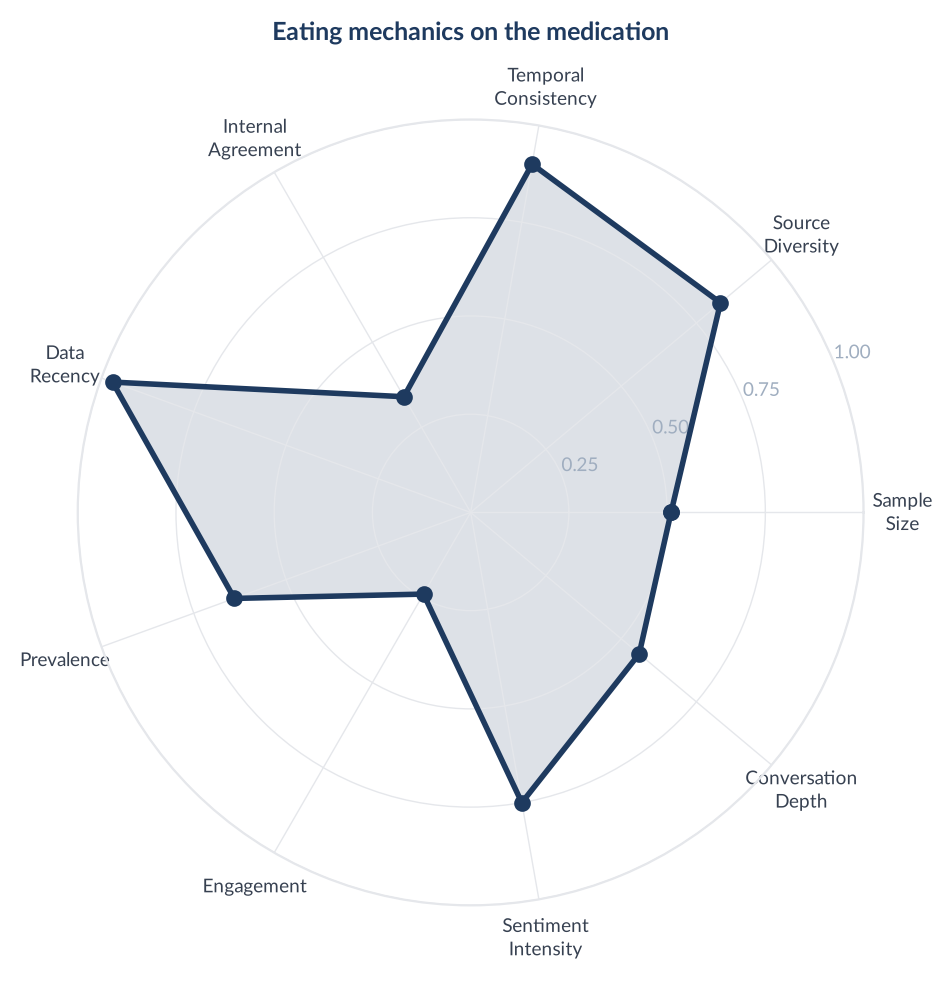 Eating mechanics on the medication
Temporal
Consistency
Internal
Agreement
Source
Diversity
Data
Recency
1.00
0.75
0.50
0.25
Sample
Size
Prevalence
Conversation
Depth
Engagement
Sentiment
Intensity